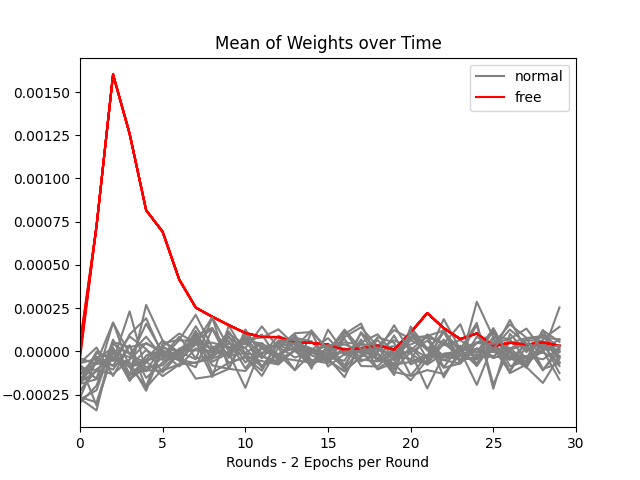 Mean of Weights over Time
normal
free
0.00150
0.00125
0.00100
0.00075
0.00050
0.00025
0.00000
−0.00025
0 5 10 15 20 25 30
Rounds - 2 Epochs per Round